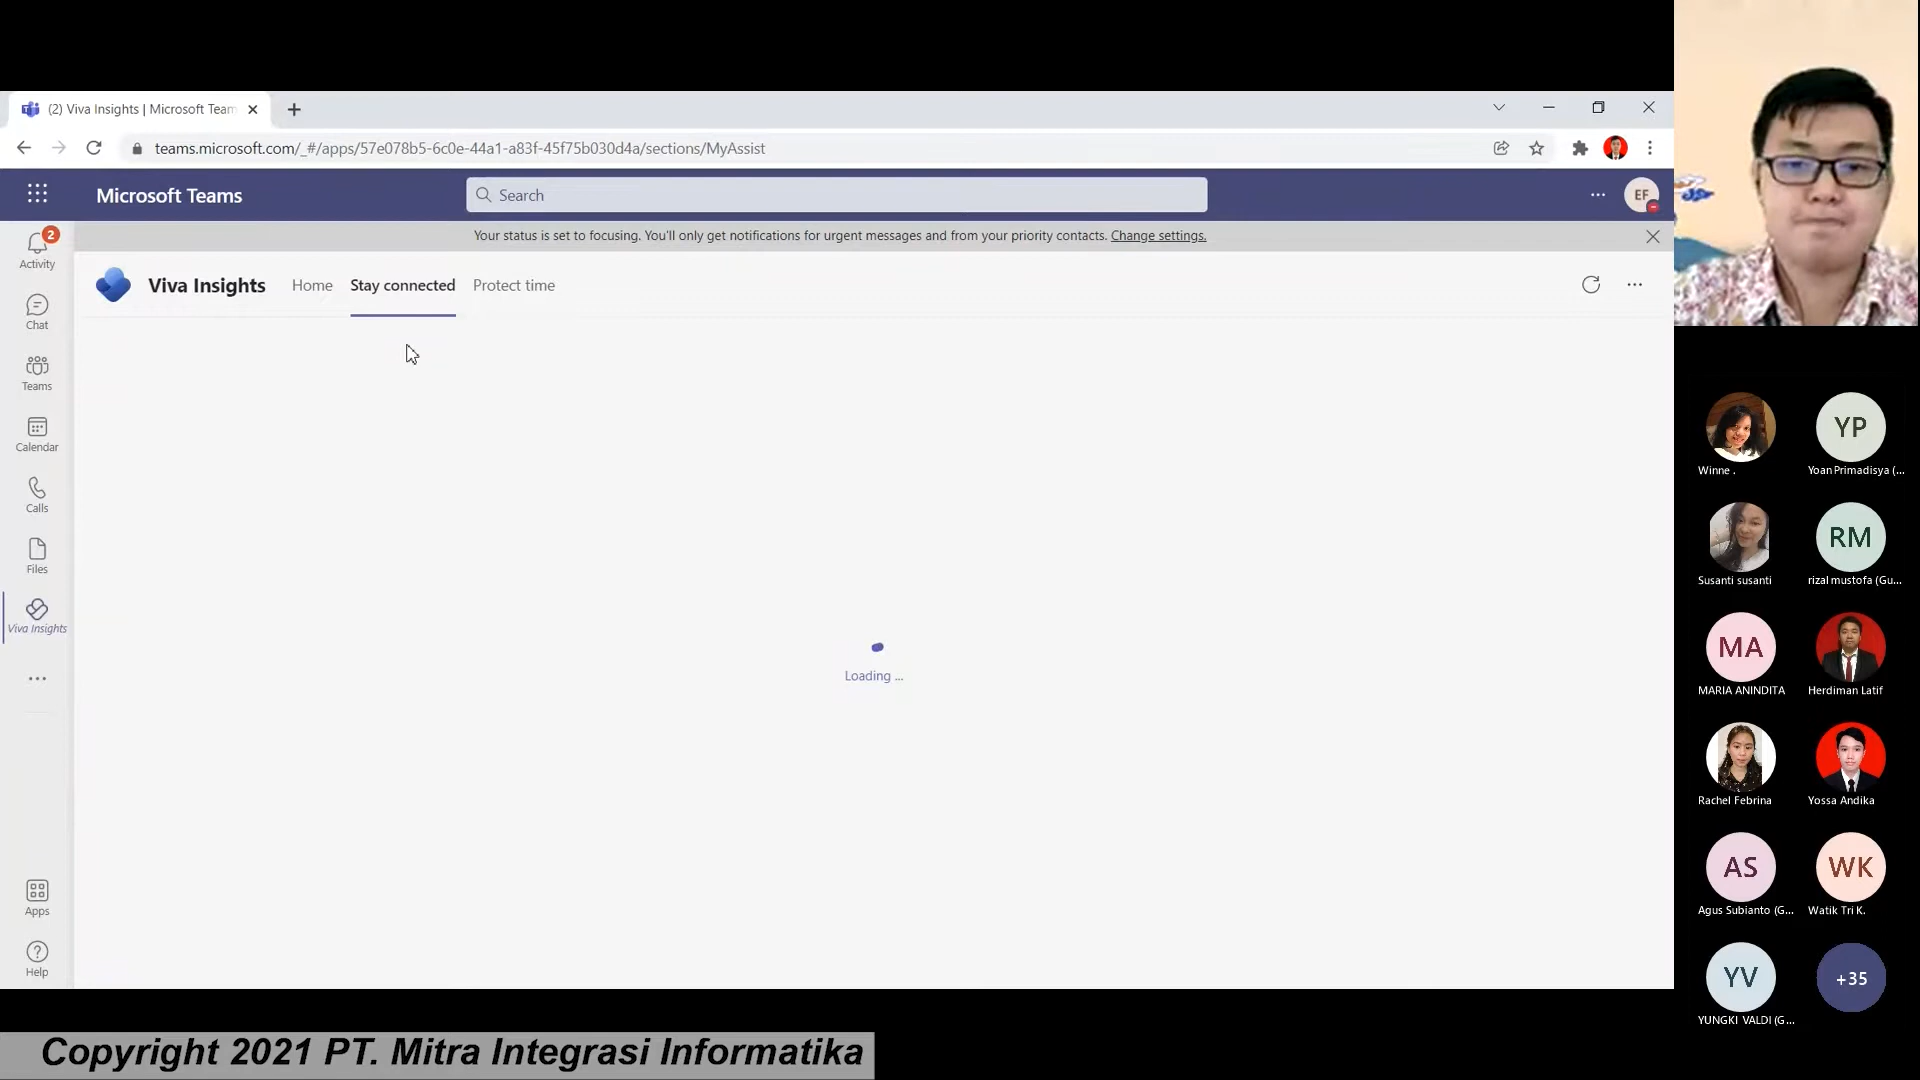 (2) Viva Insights | Microsoft Team
teams.microsoft.com/_#/apps/57e078b5-6c0e-44a1-a83f-45f75b030d4a/sections/MyAssist
Microsoft Teams
Search
EF
Your status is set to focusing. You'll only get notifications for urgent messages and from your priority contacts. Change settings.
2
Activity
Chat
Teams
Calendar
Calls
Files
Viva Insights
Apps
Help
Viva Insights
Home
Stay connected
Protect time
Loading ...
Winne .
YP
Yoan Primadisya (...
Susanti susanti
RM
rizal mustofa (Gu...
MA
MARIA ANINDITA
Herdiman Latif
Rachel Febrina
Yossa Andika
AS
Agus Subianto (G...
WK
Watik Tri K.
YV
YUNGKI VALDI (G...
+35
Copyright 2021 PT. Mitra Integrasi Informatika